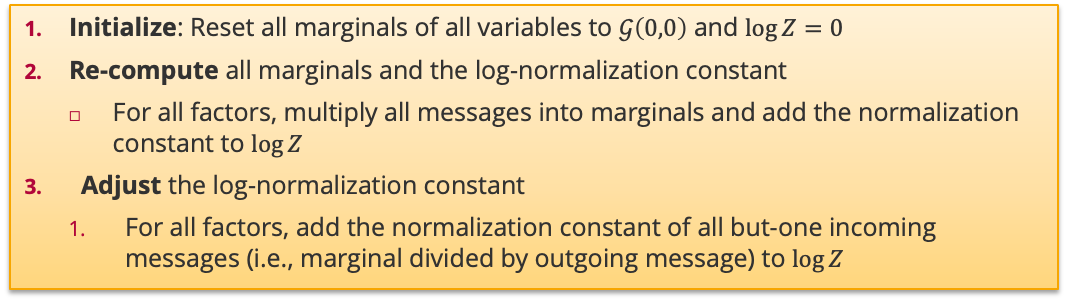 1. Initialize: Reset all marginals of all variables to 𝒢(0,0) and log 𝑍 = 0
2. Re-compute all marginals and the log-normalization constant
□ For all factors, multiply all messages into marginals and add the normalization
constant to log 𝑍
3. Adjust the log-normalization constant
1. For all factors, add the normalization constant of all but-one incoming
messages (i.e., marginal divided by outgoing message) to log 𝑍